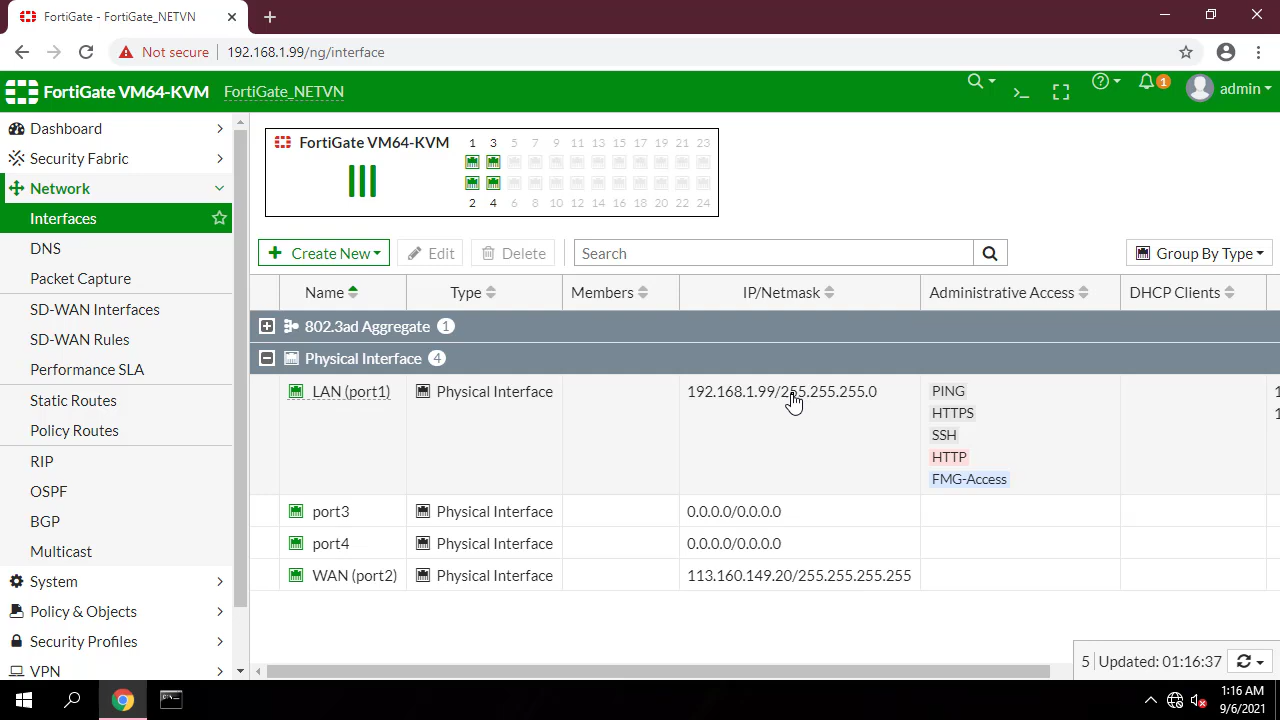 FortiGate - FortiGate_NETVN
Not secure 192.168.1.99/ng/interface
FortiGate VM64-KVM FortiGate_NETVN
1 admin
Dashboard
Security Fabric
Network
Interfaces
DNS
Packet Capture
SD-WAN Interfaces
SD-WAN Rules
Performance SLA
Static Routes
Policy Routes
RIP
OSPF
BGP
Multicast
System
Policy & Objects
Security Profiles
VPN
FortiGate VM64-KVM
1 3 5 7 9 11 13 15 17 19 21 23
2 4 6 8 10 12 14 16 18 20 22 24
Create New Edit Delete Search Group By Type
Name Type Members IP/Netmask Administrative Access DHCP Clients
802.3ad Aggregate 1
Physical Interface 4
LAN (port1) Physical Interface 192.168.1.99/255.255.255.0 PING 1
HTTPS 1
SSH
HTTP
FMG-Access
port3 Physical Interface 0.0.0.0/0.0.0.0
port4 Physical Interface 0.0.0.0/0.0.0.0
WAN (port2) Physical Interface 113.160.149.20/255.255.255.255
5 Updated: 01:16:37
1:16 AM
9/6/2021